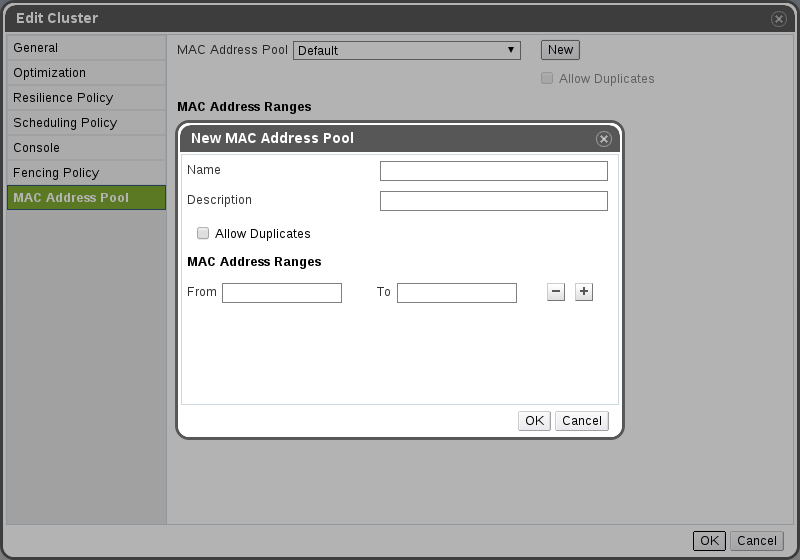 Edit Cluster
General
Optimization
Resilience Policy
Scheduling Policy
Console
Fencing Policy
MAC Address Pool
MAC Address Pool Default New
Allow Duplicates
MAC Address Ranges
New MAC Address Pool
Name
Description
Allow Duplicates
MAC Address Ranges
From To − +
OK Cancel
OK Cancel